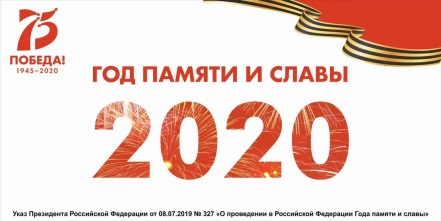 75
ПОБЕДА!
1945–2020
ГОД ПАМЯТИ И СЛАВЫ
2020
Указ Президента Российской Федерации от 08.07.2019 № 327 «О проведении в Российской Федерации Года памяти и славы»